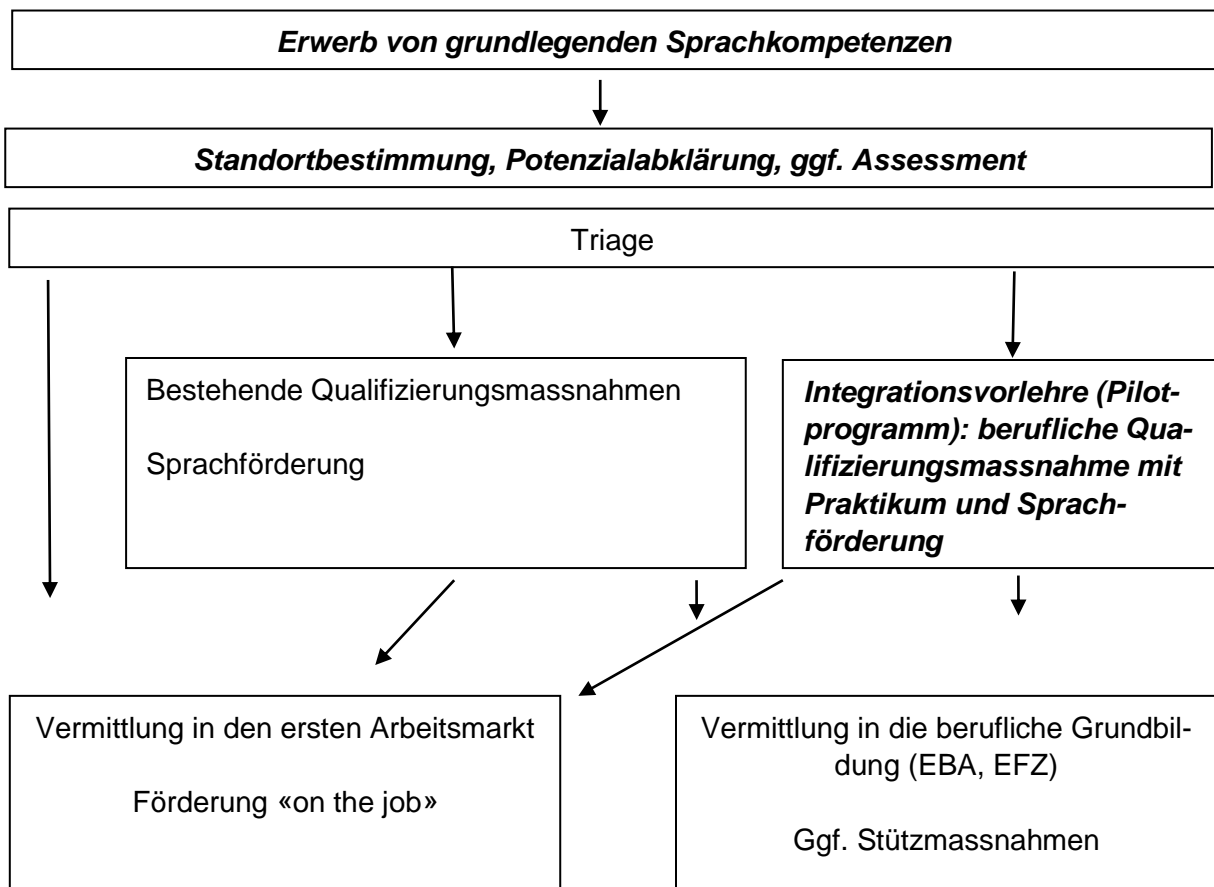 Erwerb von grundlegenden Sprachkompetenzen
Standortbestimmung, Potenzialabklärung, ggf. Assessment
Triage
Bestehende Qualifizierungsmassnahmen
Sprachförderung
Integrationsvorlehre (Pilot-
programm): berufliche Qua-
lifizierungsmassnahme mit
Praktikum und Sprach-
förderung
Vermittlung in den ersten Arbeitsmarkt
Förderung «on the job»
Vermittlung in die berufliche Grundbil-
dung (EBA, EFZ)
Ggf. Stützmassnahmen